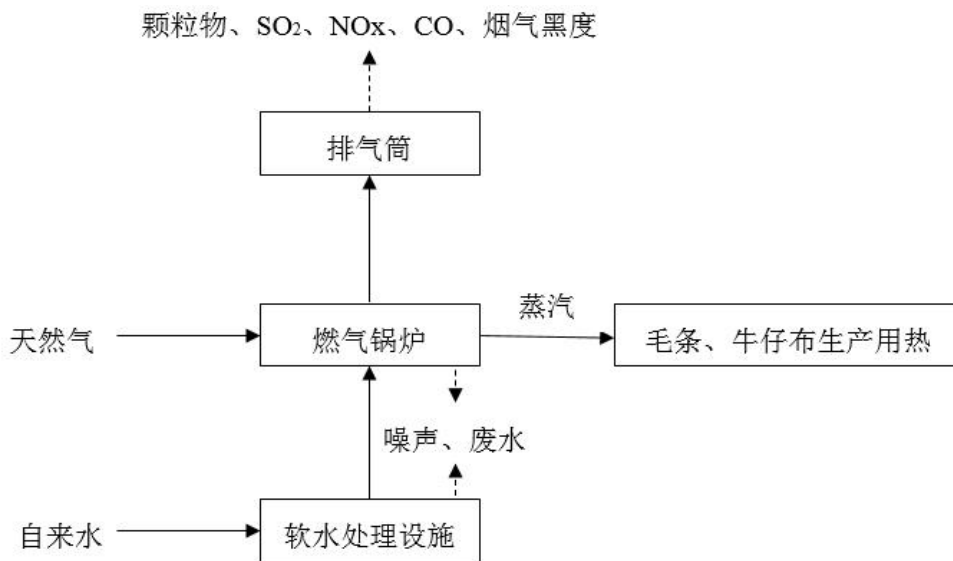 颗粒物、SO₂、NOx、CO、烟气黑度
排气筒
蒸汽
天然气
燃气锅炉
毛条、牛仔布生产用热
噪声、废水
自来水
软水处理设施